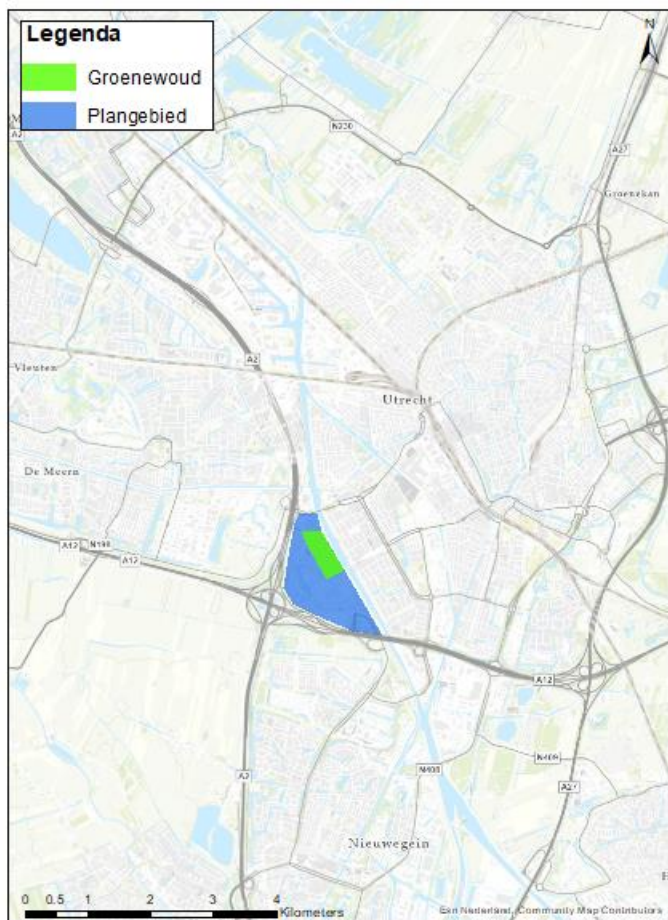 Legenda
Groenewoud
Plangebied
N
A2
N230
A27
Groenekan
A2
Vleuten
Utrecht
De Meern
A12
N198
A12
A12
N409
A2
N408
A27
Nieuwegein
0 0.5 1 2 3 4
Kilometers
Esri Nederland, Community Map Contributors